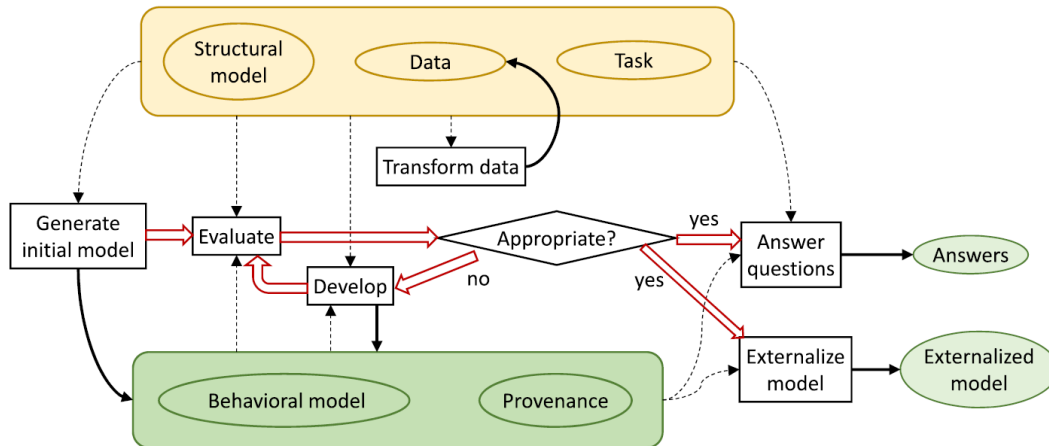 Structural
model
Data
Task
Transform data
Generate
initial model
Evaluate
Appropriate?
yes
Answer
questions
Answers
Develop
no
yes
Externalize
model
Externalized
model
Behavioral model
Provenance